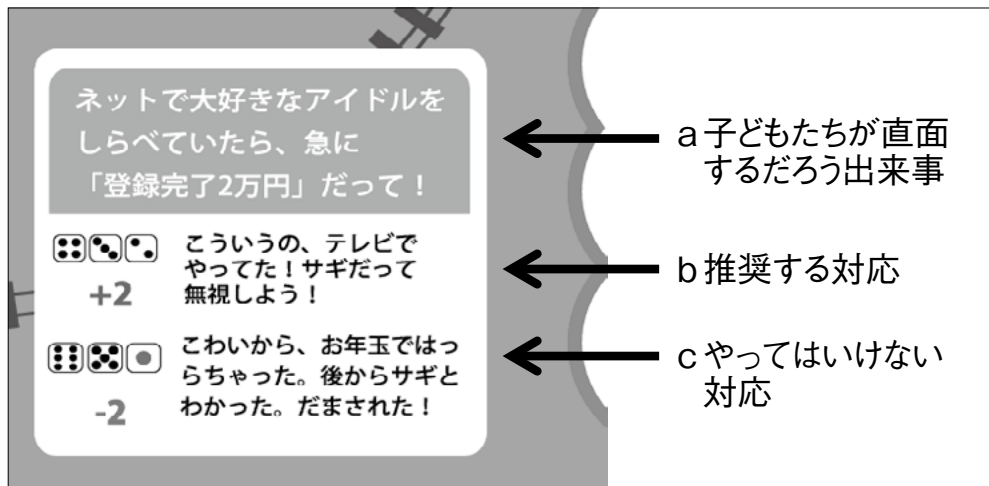 ネットで大好きなアイドルを
しらべていたら、急に
「登録完了2万円」だって！
こういうの、テレビで
やってた！サギだって
無視しよう！
+2
こわいから、お年玉ではっ
らちゃった。後からサギと
わかった。だまされた！
-2
a 子どもたちが直面
するだろう出来事
b 推奨する対応
c やってはいけない
対応